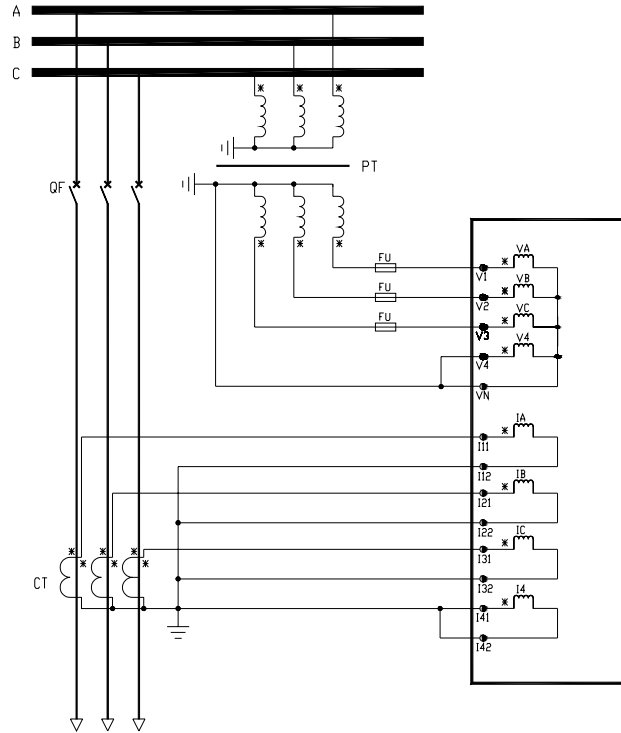 A
B
C
PT
QF
FU
VA
V1
FU
VB
V2
FU
VC
V3
V4
V4
VN
IA
I11
I12
IB
I21
I22
IC
I31
I32
CT
I4
I41
I42